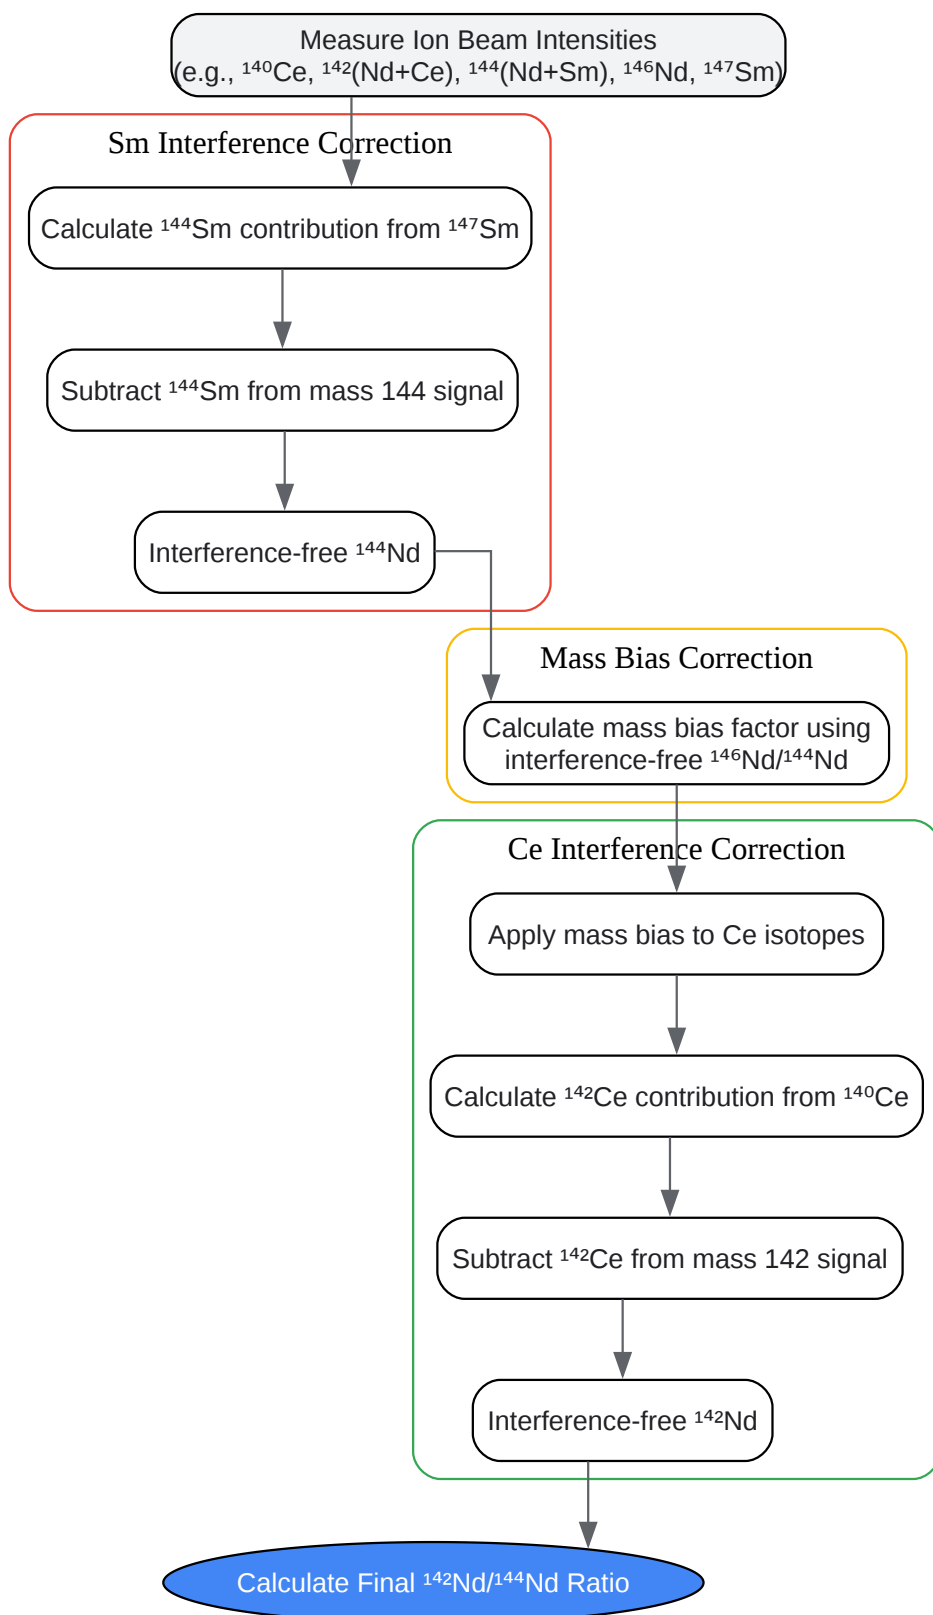 Measure Ion Beam Intensities
(e.g., ¹⁴⁰Ce, ¹⁴²(Nd+Ce), ¹⁴⁴(Nd+Sm), ¹⁴⁶Nd, ¹⁴⁷Sm)
Sm Interference Correction
Calculate ¹⁴⁴Sm contribution from ¹⁴⁷Sm
Subtract ¹⁴⁴Sm from mass 144 signal
Interference-free ¹⁴⁴Nd
Mass Bias Correction
Calculate mass bias factor using
interference-free ¹⁴⁶Nd/¹⁴⁴Nd
Ce Interference Correction
Apply mass bias to Ce isotopes
Calculate ¹⁴²Ce contribution from ¹⁴⁰Ce
Subtract ¹⁴²Ce from mass 142 signal
Interference-free ¹⁴²Nd
Calculate Final ¹⁴²Nd/¹⁴⁴Nd Ratio